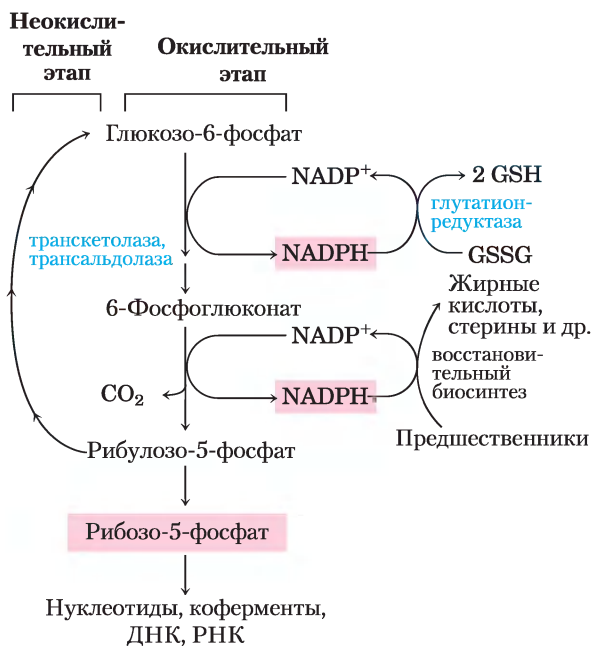 Неокисли-
тельный
этап
Окислительный
этап
Глюкозо-6-фосфат
NADP⁺
2 GSH
глутатион-
редуктаза
транскетолаза,
трансальдолаза
NADPH
GSSG
6-Фосфоглюконат
Жирные
кислоты,
стерины и др.
NADP⁺
восстанови-
тельный
биосинтез
CO₂
NADPH
Предшественники
Рибулозо-5-фосфат
Рибозо-5-фосфат
Нуклеотиды, коферменты,
ДНК, РНК